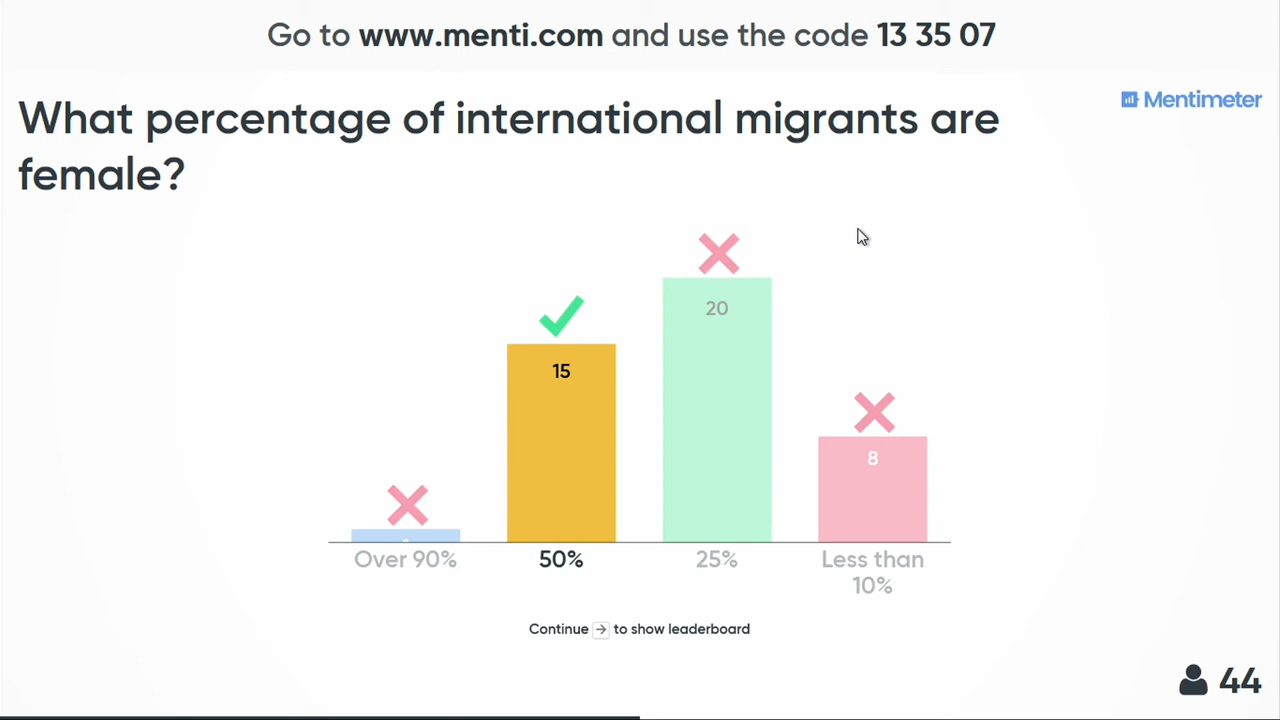 Go to www.menti.com and use the code 13 35 07
Mentimeter
What percentage of international migrants are
female?
20
15
8
Over 90%
50%
25%
Less than
10%
Continue → to show leaderboard
44